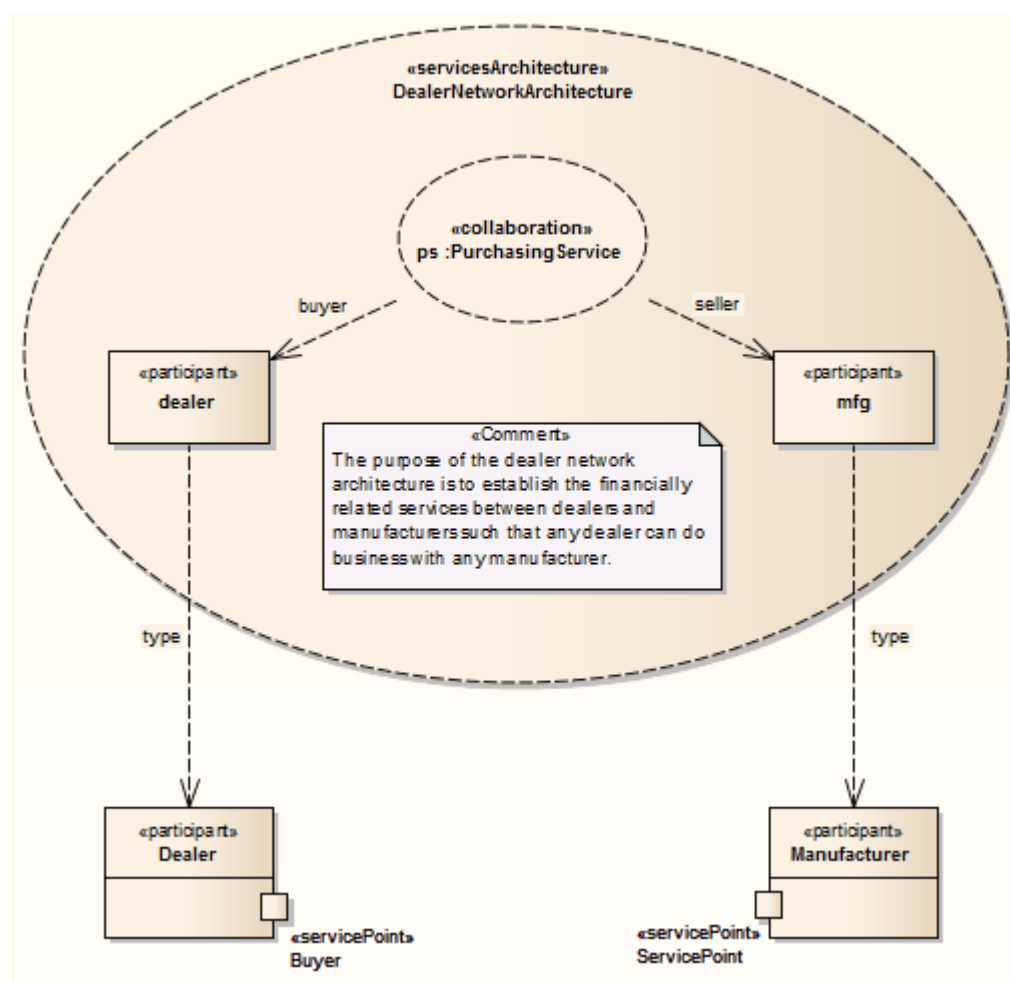 «servicesArchitecture»
DealerNetworkArchitecture
«collaboration»
ps :PurchasingService
buyer
seller
«participant»
dealer
«participant»
mfg
«Comment»
The purpose of the dealer network
architecture is to establish the financially
related services between dealers and
manufacturers such that any dealer can do
business with any manufacturer.
type
type
«participant»
Dealer
«participant»
Manufacturer
«servicePoint»
Buyer
«servicePoint»
ServicePoint